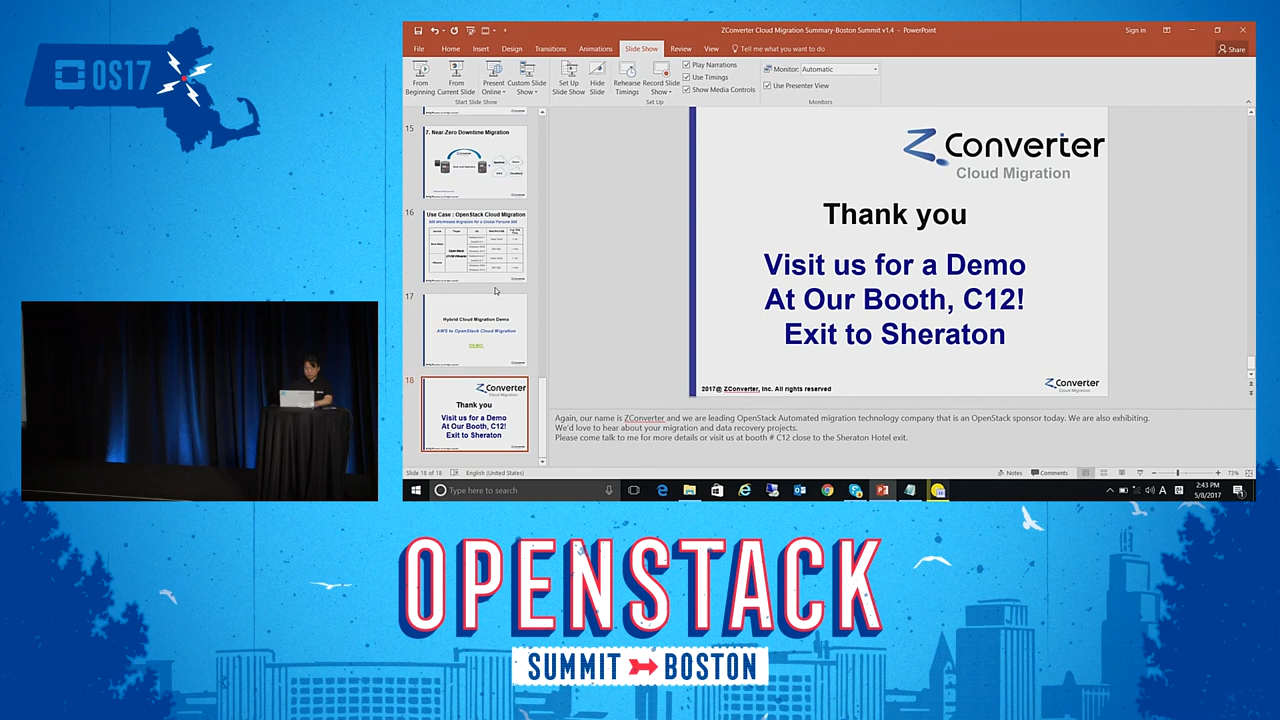 OS17
ZConverter Cloud Migration Summary-Boston Summit v1.4 - PowerPoint
Sign in
File Home Insert Design Transitions Animations Slide Show Review View Tell me what you want to do
Share
From Beginning
From Current Slide
Present Online
Custom Slide Show
Set Up Slide Show
Hide Slide
Rehearse Timings
Record Slide Show
Play Narrations
Use Timings
Show Media Controls
Monitor: Automatic
Use Presenter View
Start Slide Show
Set Up
Monitors
15
7. Near-Zero Downtime Migration
16
Use Case : OpenStack Cloud Migration
17
Hybrid Cloud Migration Demo
AWS to OpenStack Cloud Migration
DEMO
18
ZConverter
Cloud Migration
Thank you
Visit us for a Demo
At Our Booth, C12!
Exit to Sheraton
ZConverter
Cloud Migration
Thank you
Visit us for a Demo
At Our Booth, C12!
Exit to Sheraton
2017@ ZConverter, Inc. All rights reserved
ZConverter
Again, our name is ZConverter and we are leading OpenStack Automated migration technology company that is an OpenStack sponsor today. We are also exhibiting.
We'd love to hear about your migration and data recovery projects.
Please come talk to me for more details or visit us at booth # C12 close to the Sheraton Hotel exit.
Slide 18 of 18
English (United States)
Notes
Comments
73%
Type here to search
A
2:43 PM
5/8/2017
OPENSTACK
SUMMIT BOSTON